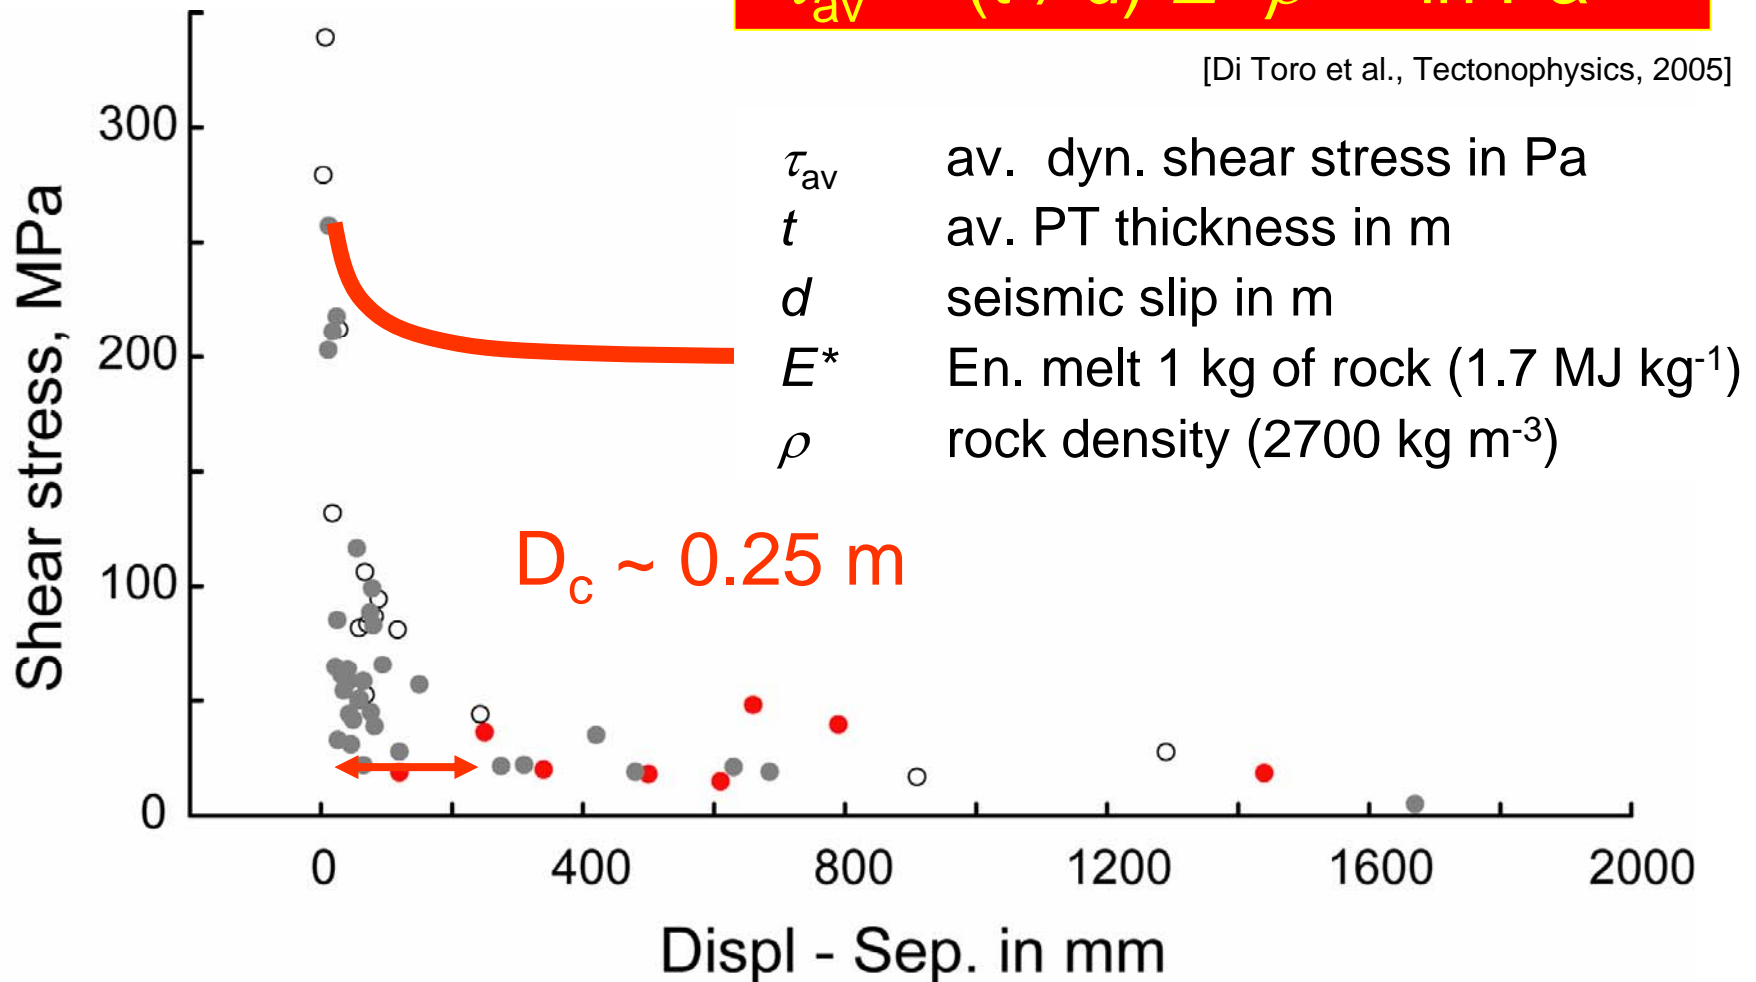 (t / d) E* ρ in Pa
[Di Toro et al., Tectonophysics, 2005]
τav av. dyn. shear stress in Pa
t av. PT thickness in m
d seismic slip in m
E* En. melt 1 kg of rock (1.7 MJ kg-1)
ρ rock density (2700 kg m-3)
Dc ~ 0.25 m
Shear stress, MPa
300
200
100
0
0 400 800 1200 1600 2000
Displ - Sep. in mm